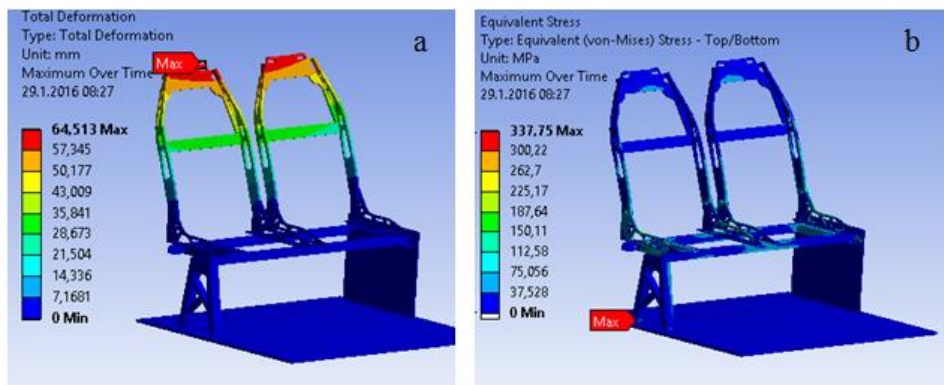 Total Deformation
Type: Total Deformation
Unit: mm
Maximum Over Time
29.1.2016 08:27
64,513 Max
57,345
50,177
43,009
35,841
28,673
21,504
14,336
7,1681
0 Min
Max
a
Equivalent Stress
Type: Equivalent (von-Mises) Stress - Top/Bottom
Unit: MPa
Maximum Over Time
29.1.2016 08:27
337,75 Max
300,22
262,7
225,17
187,64
150,11
112,58
75,056
37,528
0 Min
Max
b